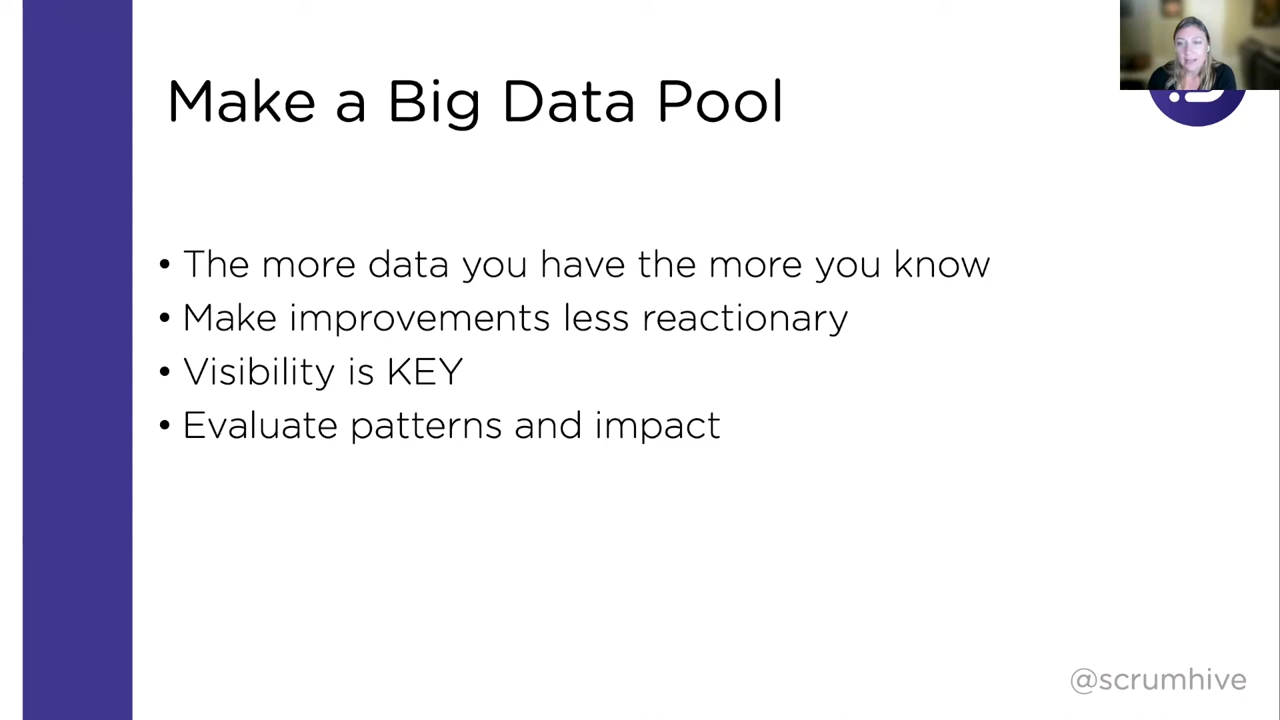 Make a Big Data Pool
• The more data you have the more you know
• Make improvements less reactionary
• Visibility is KEY
• Evaluate patterns and impact
@scrumhive